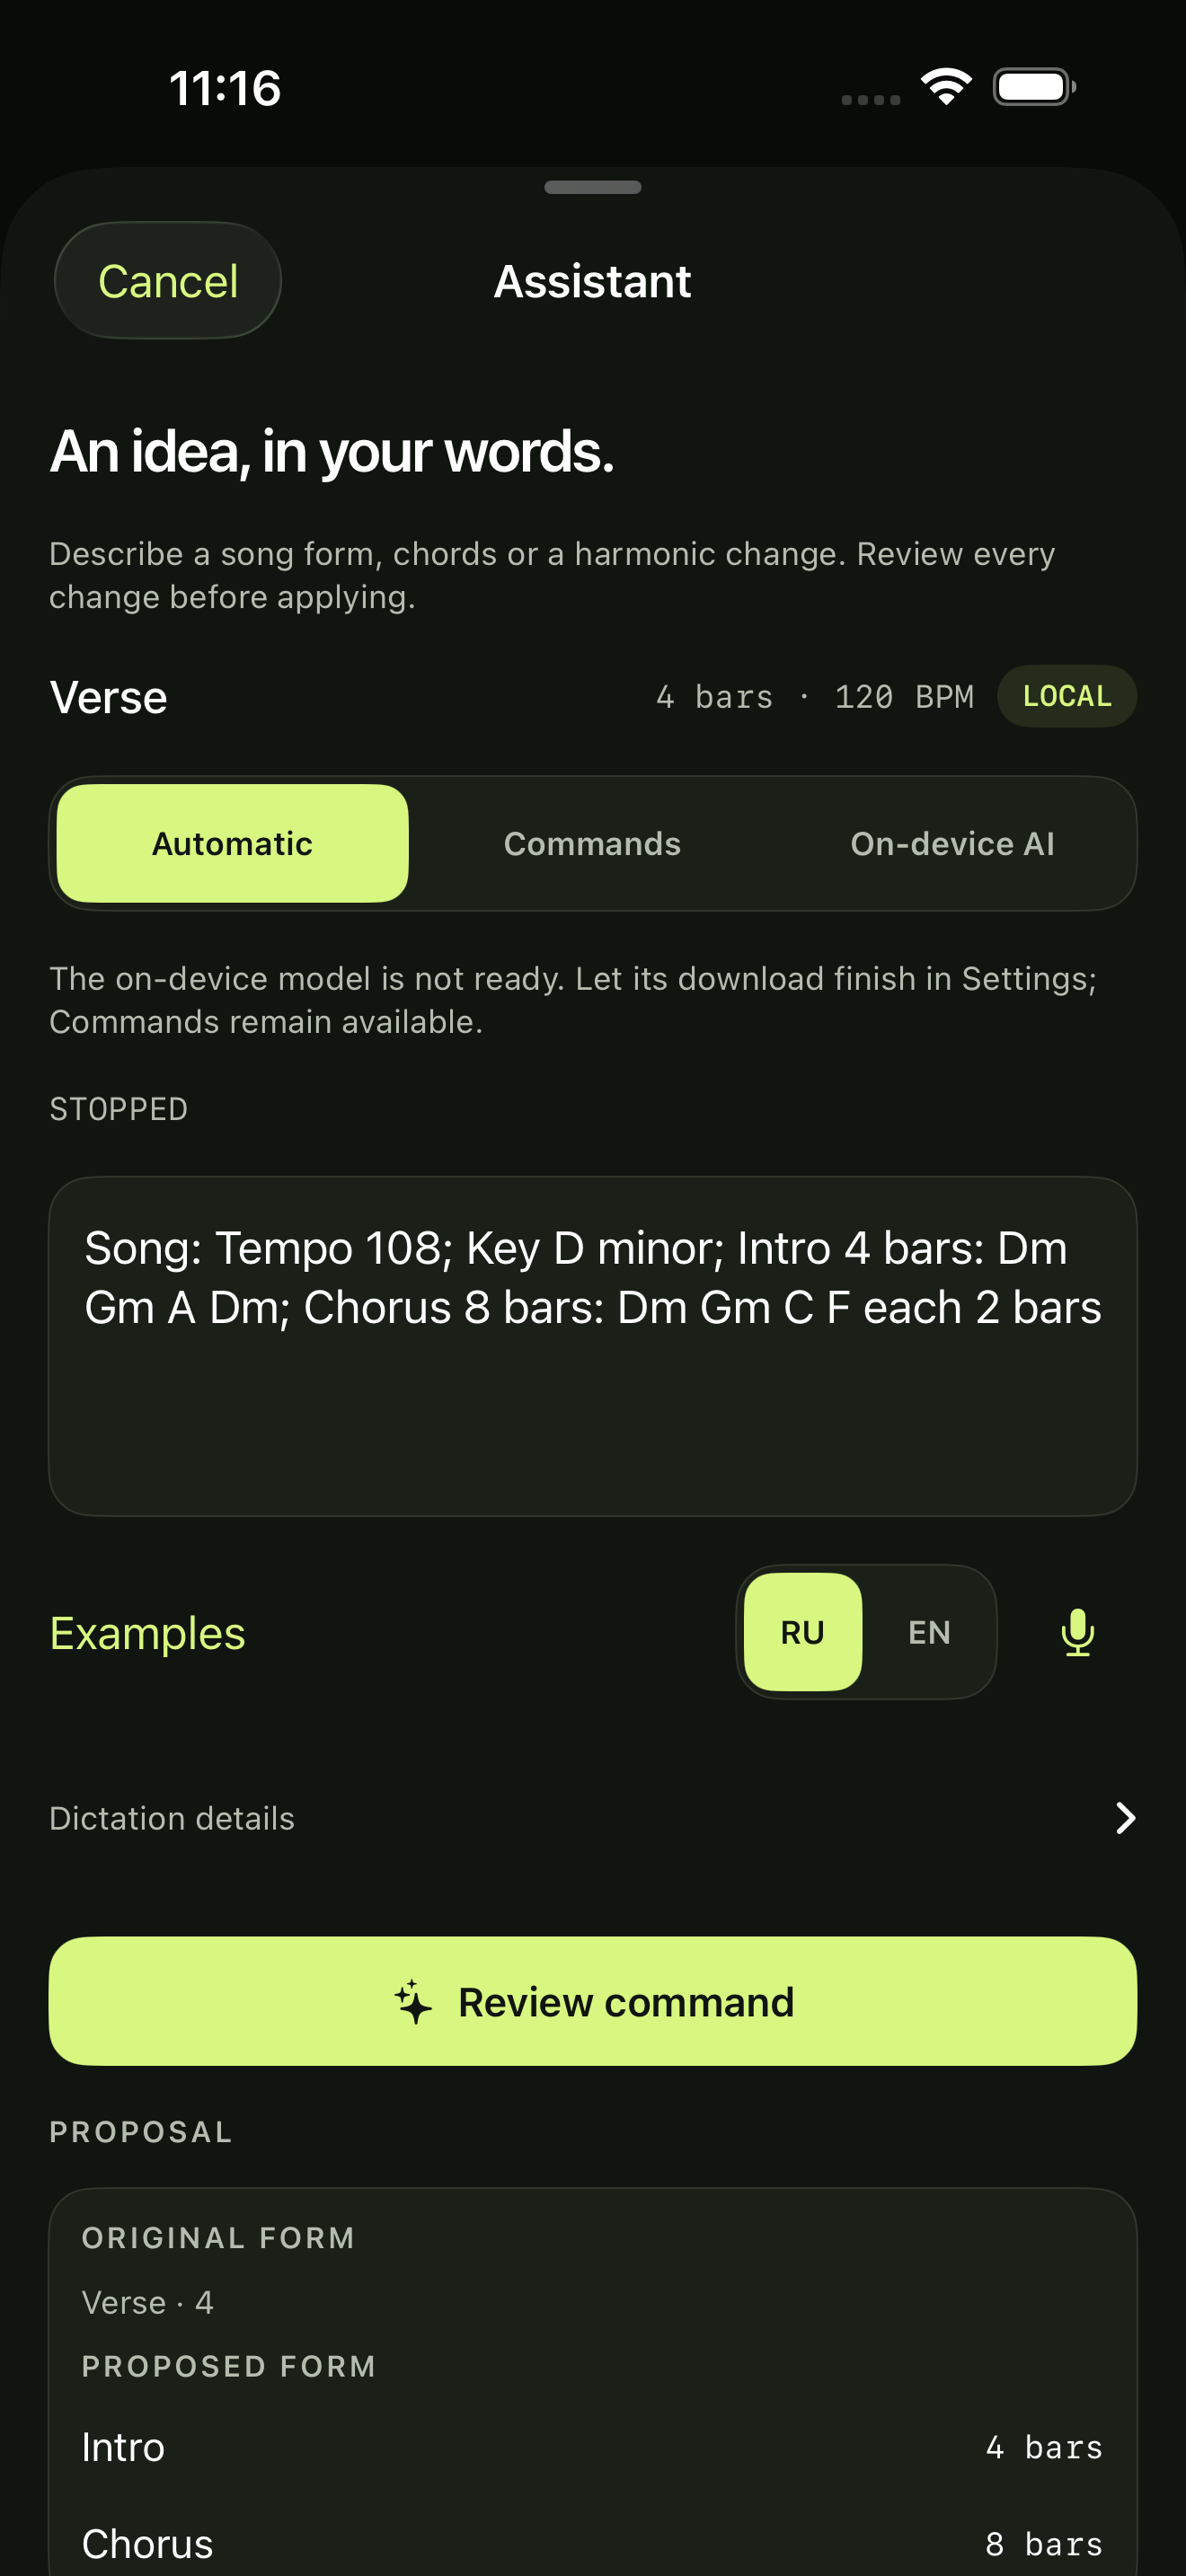 11:16
Cancel
Assistant
An idea, in your words.
Describe a song form, chords or a harmonic change. Review every
change before applying.
Verse
4 bars · 120 BPM
LOCAL
Automatic
Commands
On-device AI
The on-device model is not ready. Let its download finish in Settings;
Commands remain available.
STOPPED
Song: Tempo 108; Key D minor; Intro 4 bars: Dm
Gm A Dm; Chorus 8 bars: Dm Gm C F each 2 bars
Examples
RU
EN
Dictation details
Review command
PROPOSAL
ORIGINAL FORM
Verse · 4
PROPOSED FORM
Intro
4 bars
Chorus
8 bars